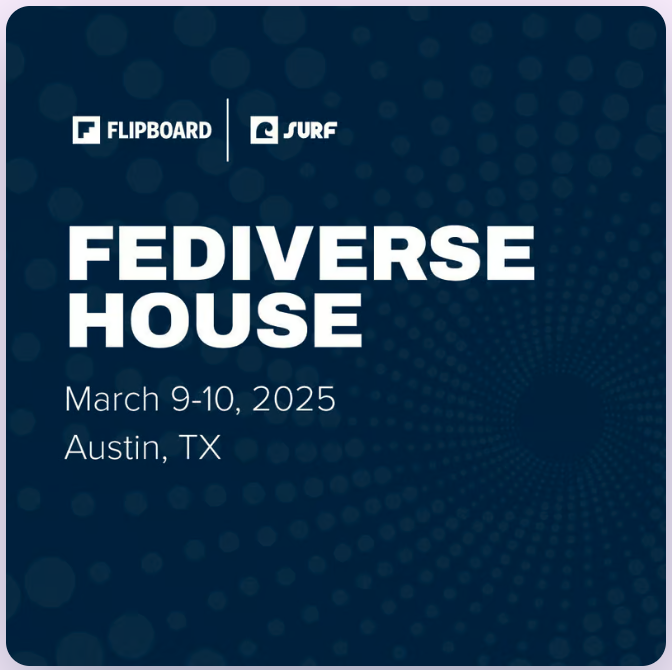 FLIPBOARD | SURF
FEDIVERSE
HOUSE
March 9-10, 2025
Austin, TX